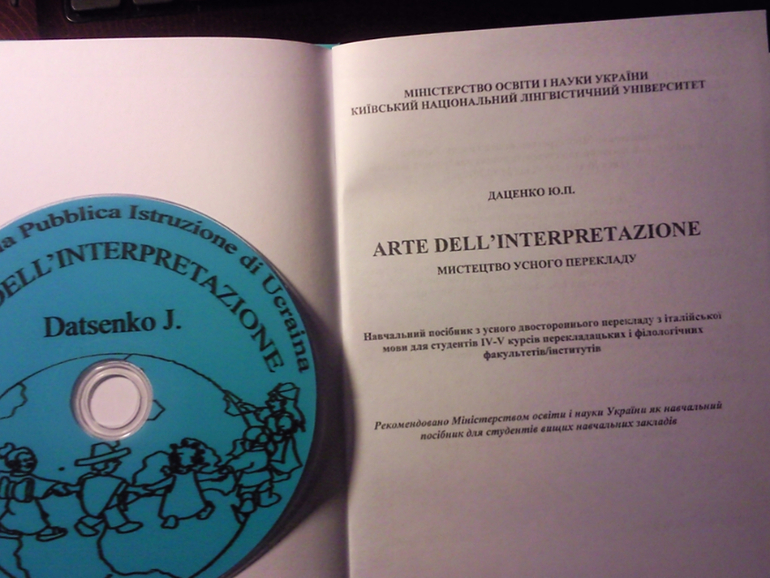 a Pubblica Istruzione di Ucraina
DELL'INTERPRETAZIONE
Datsenko J.
МІНІСТЕРСТВО ОСВІТИ І НАУКИ УКРАЇНИ
КИЇВСЬКИЙ НАЦІОНАЛЬНИЙ ЛІНГВІСТИЧНИЙ УНІВЕРСИТЕТ
ДАЦЕНКО Ю.П.
ARTE DELL'INTERPRETAZIONE
МИСТЕЦТВО УСНОГО ПЕРЕКЛАДУ
Навчальний посібник з усного двостороннього перекладу з італійської
мови для студентів IV-V курсів перекладацьких і філологічних
факультетів/інститутів
Рекомендовано Міністерством освіти і науки України як навчальний
посібник для студентів вищих навчальних закладів